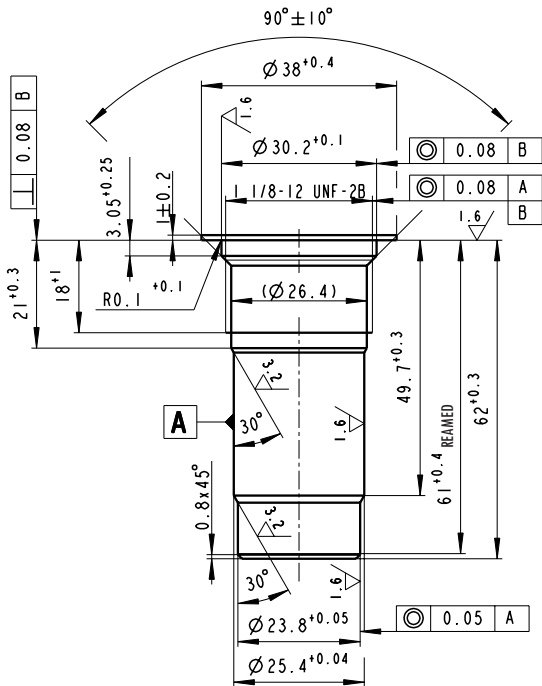 90°±10°
Ø38+0.4
1.6
Ø30.2+0.1
◎ 0.08 B
⊥ 0.08 B
3.05+0.25
1±0.2
1 1/8-12 UNF-2B
◎ 0.08 A
B
1.6
21+0.3
18+1
R0.1 +0.1
(Ø26.4)
3.2
30°
A
1.6
49.7+0.3
61+0.4 REAMED
62+0.3
0.8x45°
3.2
30°
1.6
Ø23.8+0.05
◎ 0.05 A
Ø25.4+0.04